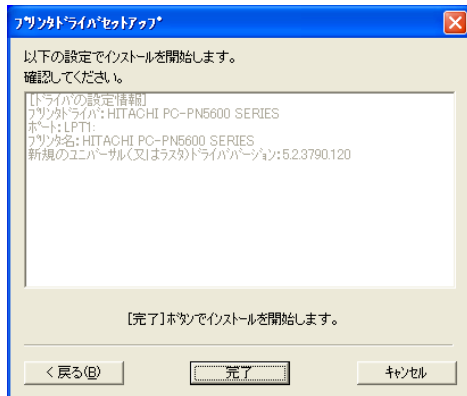 ﾌﾟﾘﾝﾀﾄﾞﾗｲﾊﾞｾｯﾄｱｯﾌﾟ
以下の設定でｲﾝｽﾄｰﾙを開始します。
確認してください。
[ﾄﾞﾗｲﾊﾞの設定情報]
ﾌﾟﾘﾝﾀﾄﾞﾗｲﾊﾞ:HITACHI PC-PN5600 SERIES
ﾎﾟｰﾄ:LPT1:
ﾌﾟﾘﾝﾀ名:HITACHI PC-PN5600 SERIES
新規のﾕﾆﾊﾞｰｻﾙ(又はﾗｽﾀ)ﾄﾞﾗｲﾊﾞﾊﾞｰｼﾞｮﾝ:5.2.3790.120
[完了]ﾎﾞﾀﾝでｲﾝｽﾄｰﾙを開始します。
< 戻る(B)
完了
ｷｬﾝｾﾙ